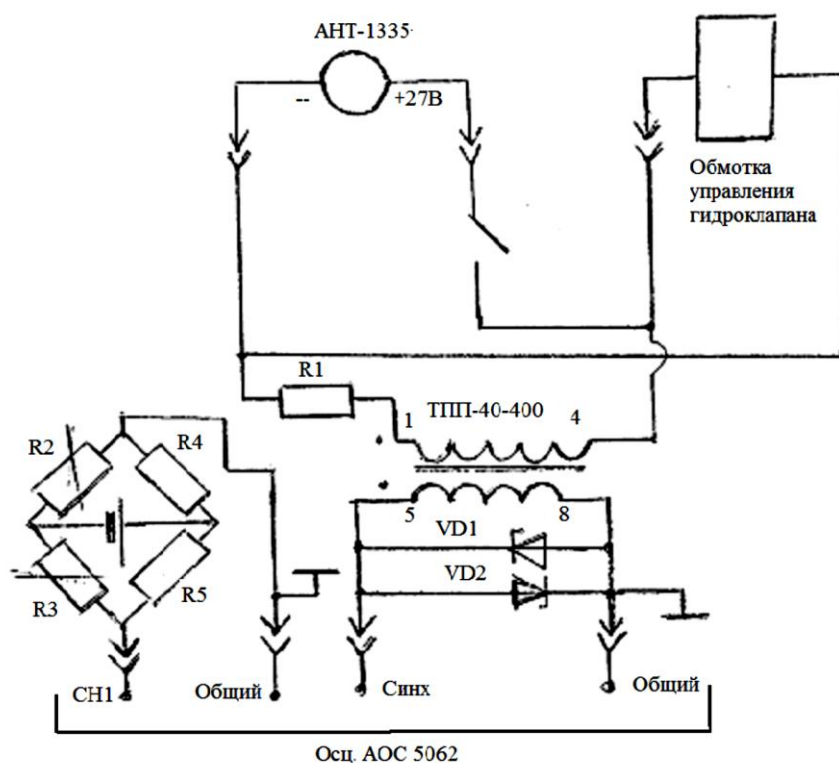 АНТ-1335
--
+27В
Обмотка
управления
гидроклапана
R1
ТПП-40-400
1
4
R2
R4
5
8
VD1
VD2
R3
R5
СН1
Общий
Синх
Общий
Осц. АОС 5062